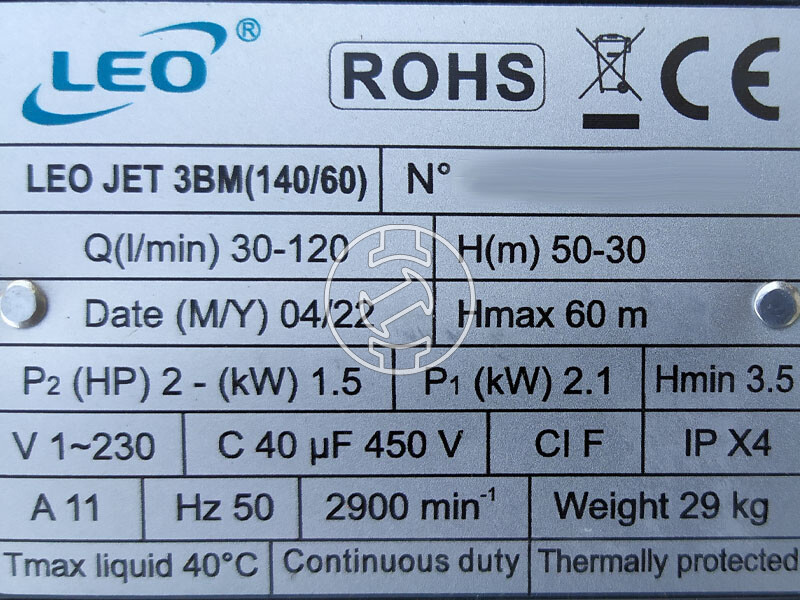 LEO® ROHS CE
LEO JET 3BM(140/60) N°
Q(l/min) 30-120 H(m) 50-30
Date (M/Y) 04/22 Hmax 60 m
P2 (HP) 2 - (kW) 1.5 P1 (kW) 2.1 Hmin 3.5
V 1~230 C 40 µF 450 V Cl F IP X4
A 11 Hz 50 2900 min⁻¹ Weight 29 kg
Tmax liquid 40°C Continuous duty Thermally protected